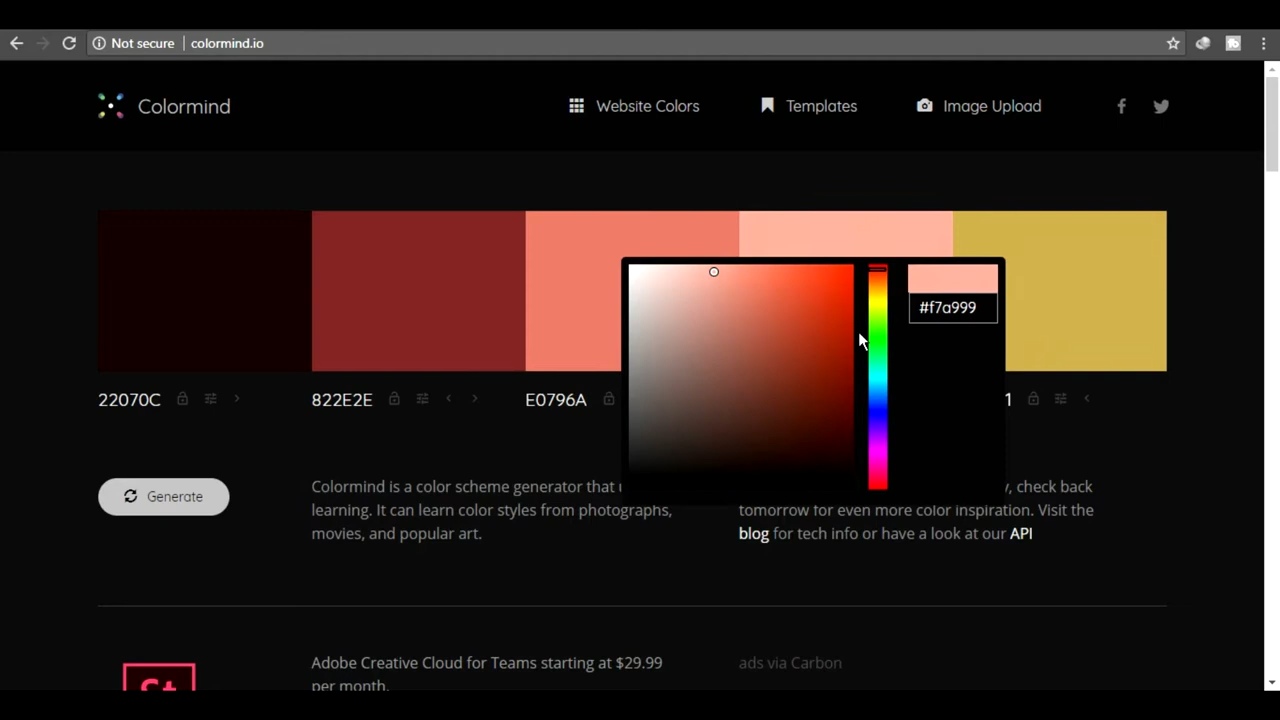 Not secure colormind.io
Colormind Website Colors Templates Image Upload
#f7a999
22070C 822E2E E0796A 1
Generate
Colormind is a color scheme generator that
learning. It can learn color styles from photographs,
movies, and popular art.
, check back
tomorrow for even more color inspiration. Visit the
blog for tech info or have a look at our API
Adobe Creative Cloud for Teams starting at $29.99
per month.
ads via Carbon
St